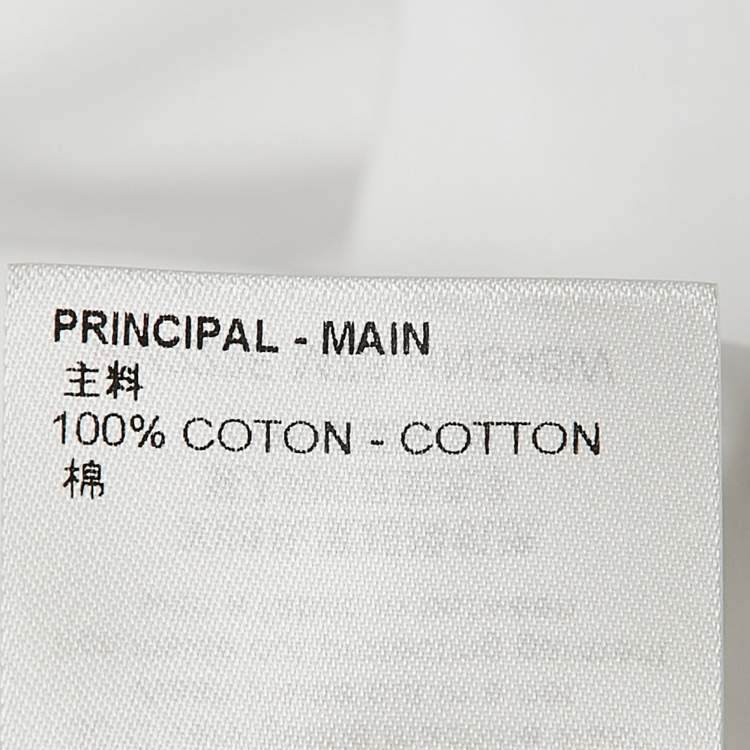 PRINCIPAL - MAIN
主料
100% COTON - COTTON
棉